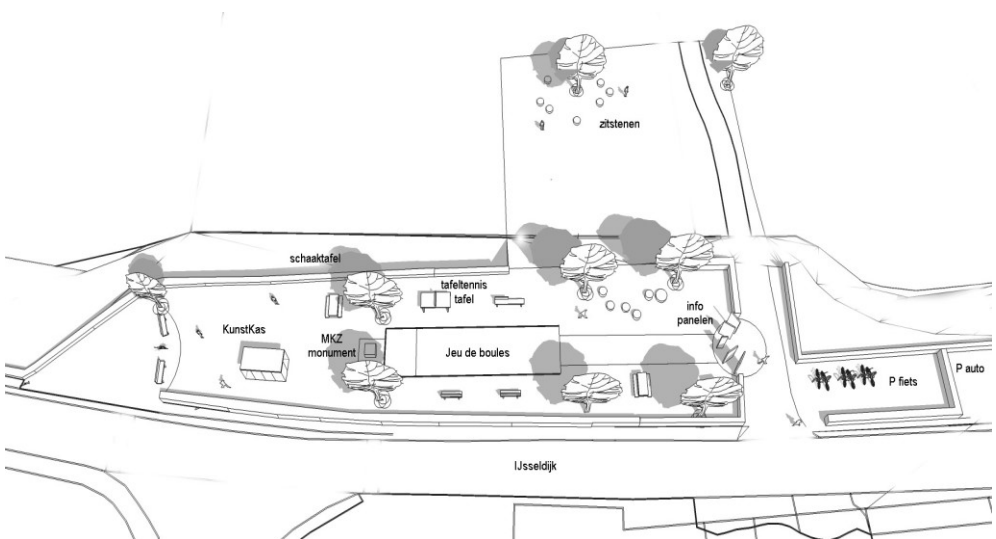 zitstenen
schaaktafel
tafeltennis
tafel
info
panelen
KunstKas
MKZ
monument
Jeu de boules
P fiets
P auto
IJsseldijk